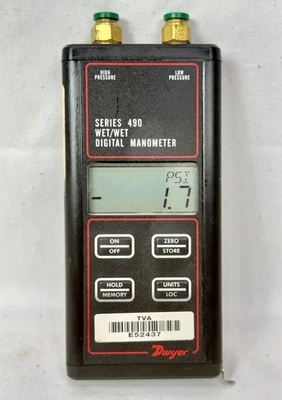 HIGH PRESSURE
LOW PRESSURE
SERIES 490
WET/WET
DIGITAL MANOMETER
PSI
- 1.7
ON
OFF
ZERO
STORE
HOLD
MEMORY
UNITS
LOC
TVA
E52437
Dwyer